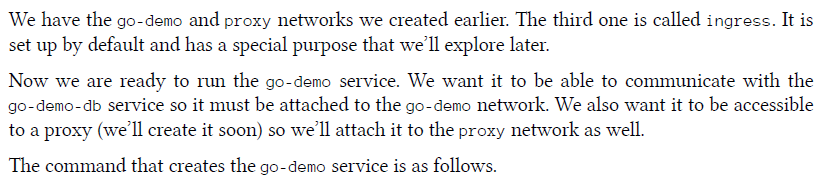 We have the go-demo and proxy networks we created earlier. The third one is called ingress. It is
set up by default and has a special purpose that we’ll explore later.
Now we are ready to run the go-demo service. We want it to be able to communicate with the
go-demo-db service so it must be attached to the go-demo network. We also want it to be accessible
to a proxy (we’ll create it soon) so we’ll attach it to the proxy network as well.
The command that creates the go-demo service is as follows.